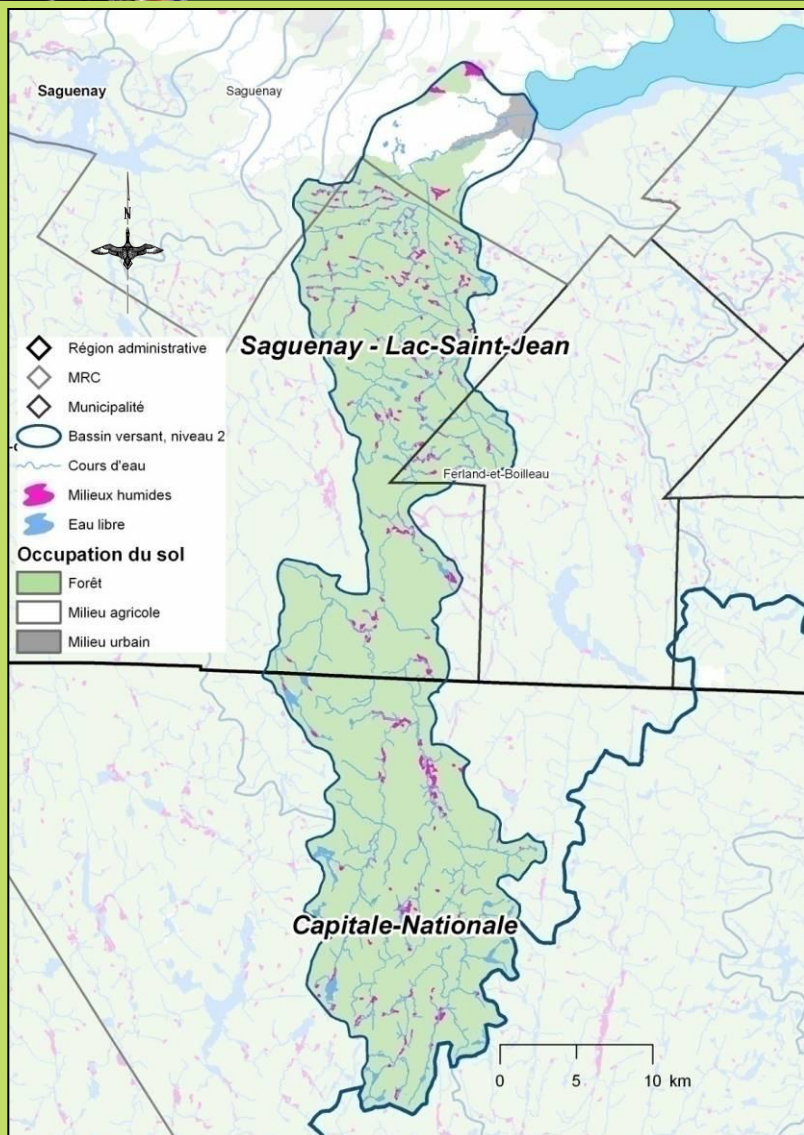 Saguenay
Saguenay
N
Saguenay - Lac-Saint-Jean
Région administrative
MRC
Municipalité
Bassin versant, niveau 2
Cours d'eau
Milieux humides
Eau libre
Occupation du sol
Forêt
Milieu agricole
Milieu urbain
Ferland-et-Boilleau
Capitale-Nationale
0 5 10 km